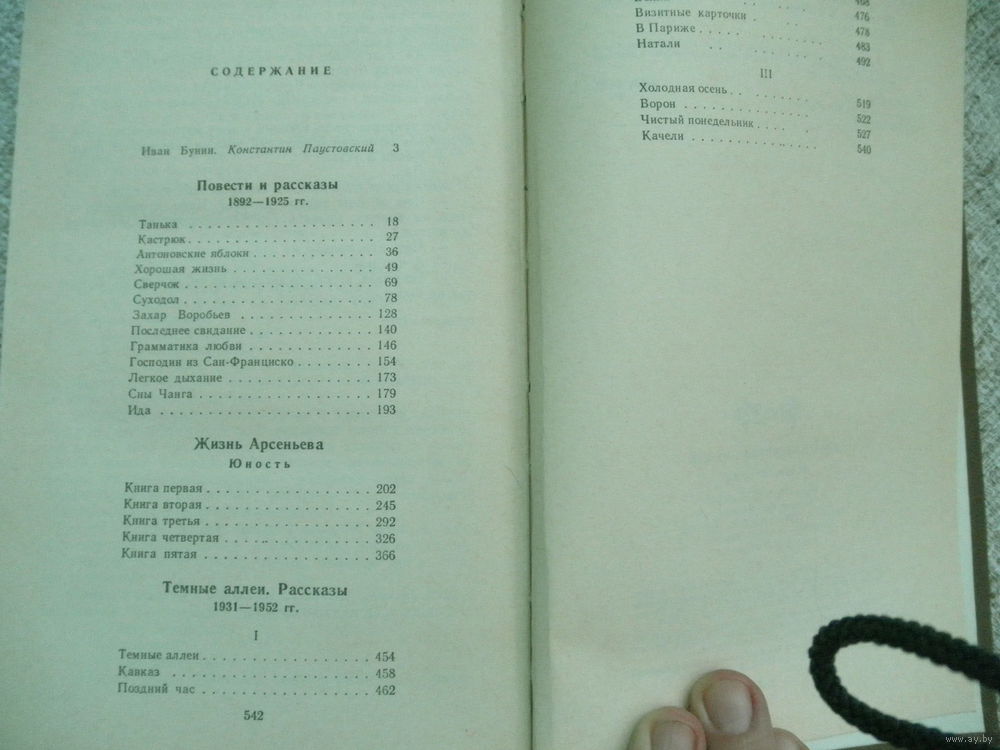 СОДЕРЖАНИЕ
Иван Бунин. Константин Паустовский 3
Повести и рассказы
1892—1925 гг.
Танька . . . . . . . . . . . . . . . . . . . . 18
Кастрюк . . . . . . . . . . . . . . . . . . . 27
Антоновские яблоки . . . . . . . . . . . . . 36
Хорошая жизнь . . . . . . . . . . . . . . . 49
Сверчок . . . . . . . . . . . . . . . . . . . 69
Суходол . . . . . . . . . . . . . . . . . . . 78
Захар Воробьев . . . . . . . . . . . . . . 128
Последнее свидание . . . . . . . . . . . . 140
Грамматика любви . . . . . . . . . . . . . 146
Господин из Сан-Франциско . . . . . . . . 154
Легкое дыхание . . . . . . . . . . . . . . 173
Сны Чанга . . . . . . . . . . . . . . . . . 179
Ида . . . . . . . . . . . . . . . . . . . . . 193
Жизнь Арсеньева
Юность
Книга первая . . . . . . . . . . . . . . . . 202
Книга вторая . . . . . . . . . . . . . . . . 245
Книга третья . . . . . . . . . . . . . . . . 292
Книга четвертая . . . . . . . . . . . . . . 326
Книга пятая . . . . . . . . . . . . . . . . 366
Темные аллеи. Рассказы
1931—1952 гг.
I
Темные аллеи . . . . . . . . . . . . . . . . 454
Кавказ . . . . . . . . . . . . . . . . . . . 458
Поздний час . . . . . . . . . . . . . . . . 462
542
468
476
Визитные карточки . . . . . . 478
В Париже . . . . . . . . . . . 483
Натали . . . . . . . . . . . . 492
III
Холодная осень . . . . . . . . 519
Ворон . . . . . . . . . . . . . 522
Чистый понедельник . . . . . 527
Качели . . . . . . . . . . . . . 540
www.ay.by